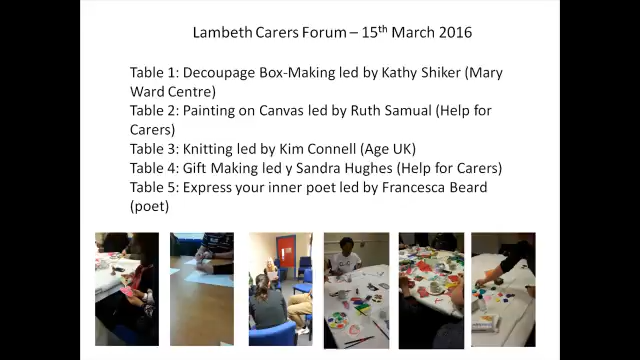 Lambeth Carers Forum – 15th March 2016
Table 1: Decoupage Box-Making led by Kathy Shiker (Mary
Ward Centre)
Table 2: Painting on Canvas led by Ruth Samual (Help for
Carers)
Table 3: Knitting led by Kim Connell (Age UK)
Table 4: Gift Making led y Sandra Hughes (Help for Carers)
Table 5: Express your inner poet led by Francesca Beard
(poet)